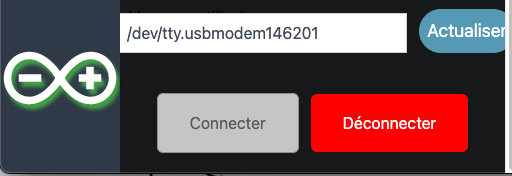 /dev/tty.usbmodem146201 Actualiser
Connecter Déconnecter